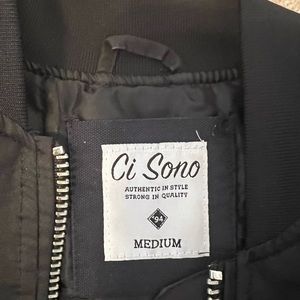 Ci Sono
AUTHENTIC IN STYLE
STRONG IN QUALITY
'94
MEDIUM